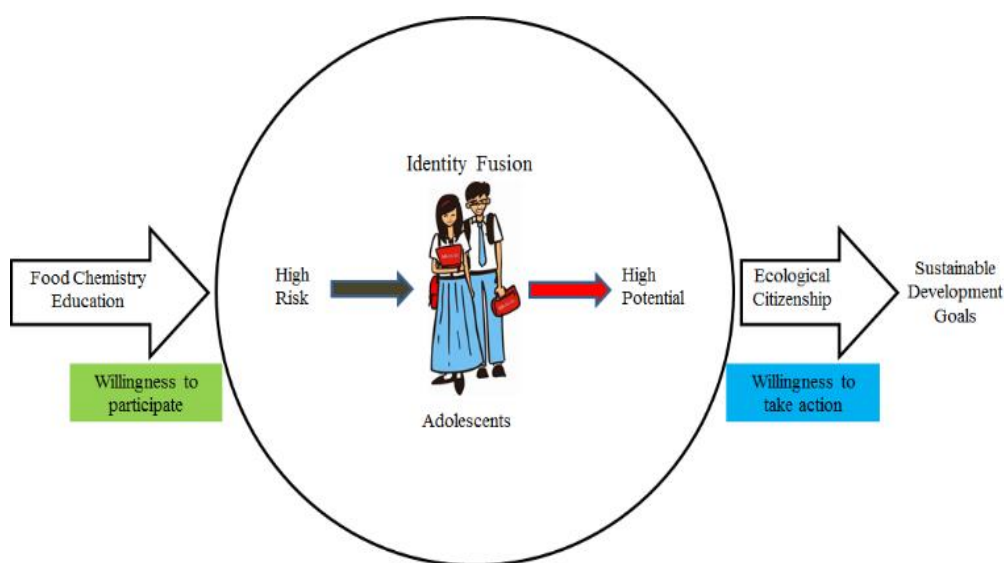 Identity Fusion
Food Chemistry
Education
High
Risk
High
Potential
Ecological
Citizenship
Sustainable
Development
Goals
Willingness to
participate
Adolescents
Willingness to
take action